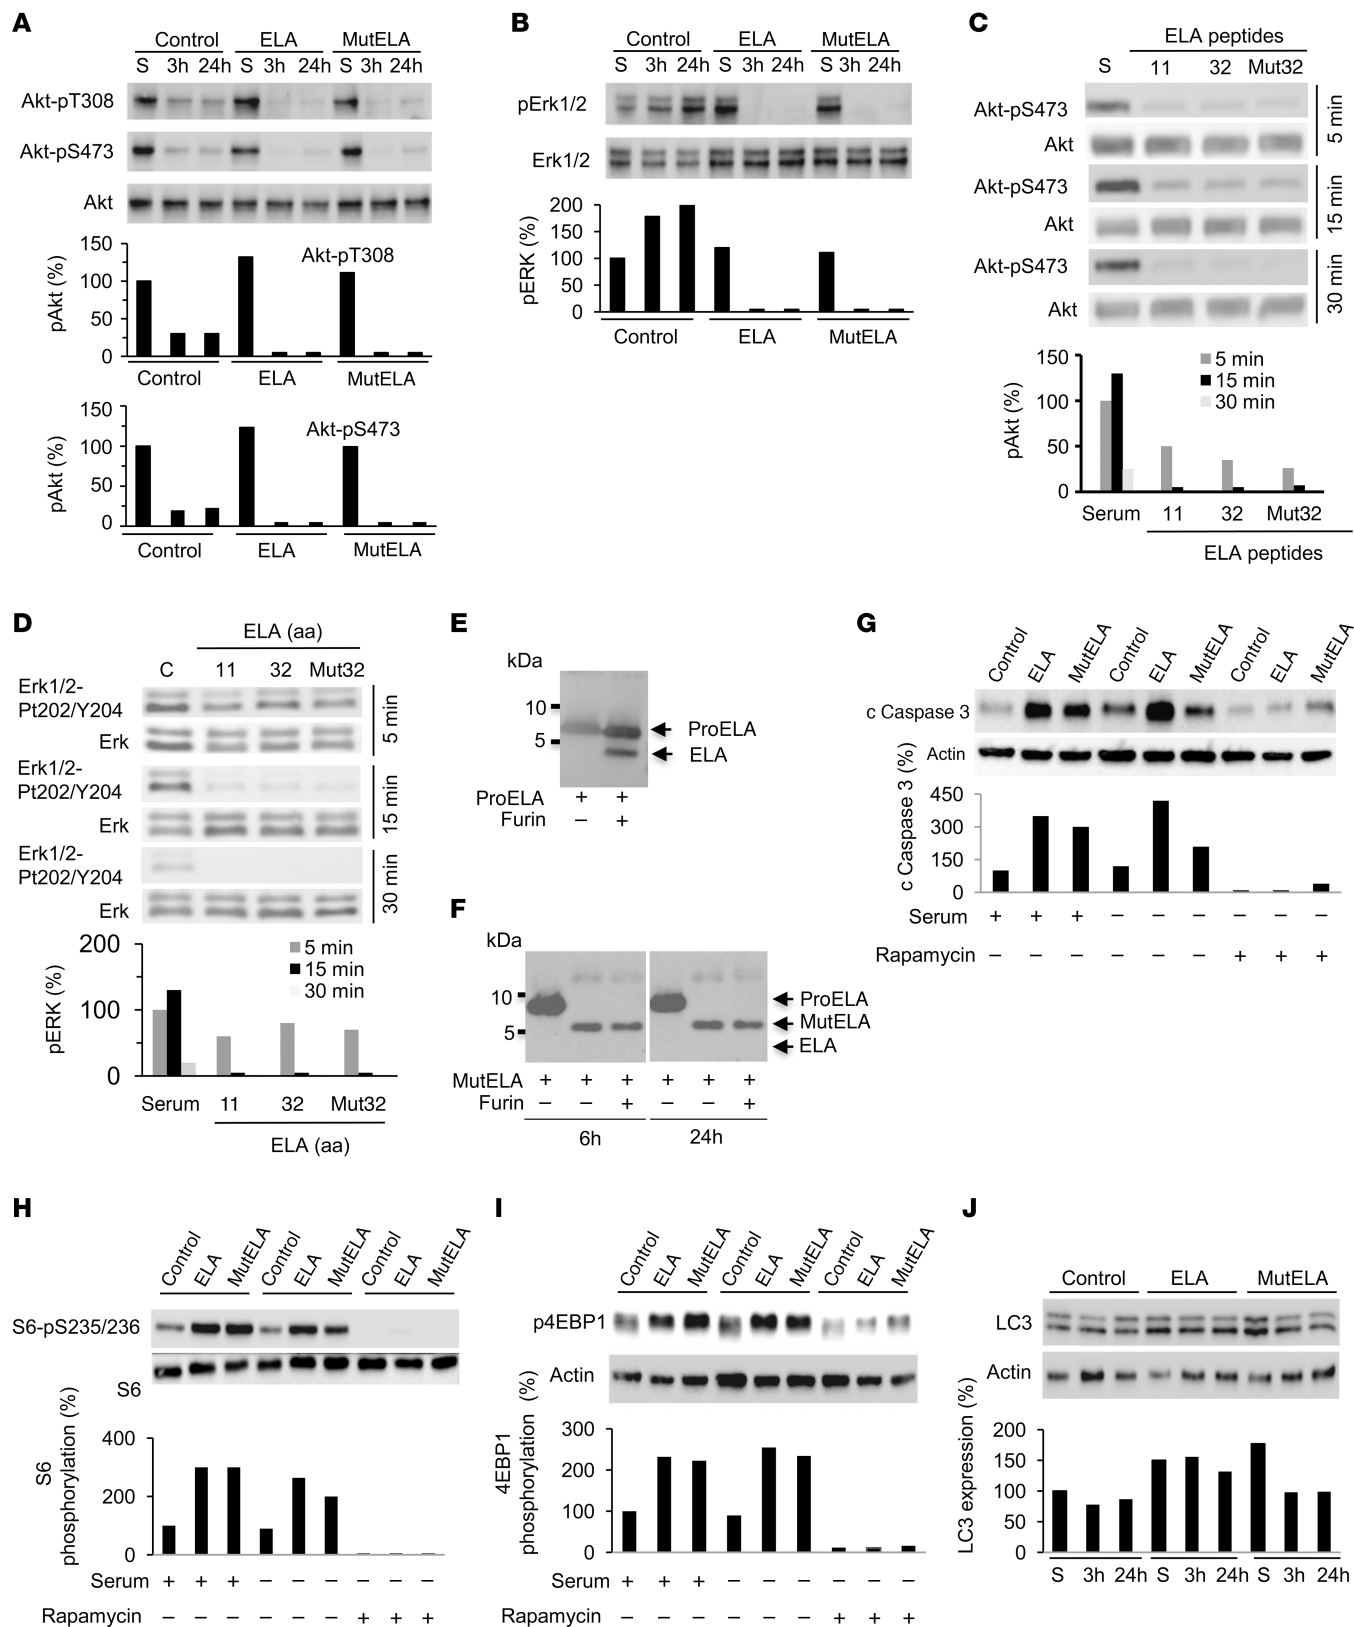 A
Control ELA MutELA
S 3h 24h S 3h 24h S 3h 24h
Akt-pT308
Akt-pS473
Akt
150
100
50
0
pAkt (%)
Akt-pT308
Control ELA MutELA
150
100
50
0
pAkt (%)
Akt-pS473
Control ELA MutELA
B
Control ELA MutELA
S 3h 24h S 3h 24h S 3h 24h
pErk1/2
Erk1/2
200
150
100
50
0
pERK (%)
Control ELA MutELA
C
ELA peptides
S 11 32 Mut32
Akt-pS473
Akt
5 min
Akt-pS473
Akt
15 min
Akt-pS473
Akt
30 min
150
100
50
0
pAkt (%)
5 min
15 min
30 min
Serum 11 32 Mut32
ELA peptides
D
ELA (aa)
C 11 32 Mut32
Erk1/2-
Pt202/Y204
Erk
5 min
Erk1/2-
Pt202/Y204
Erk
15 min
Erk1/2-
Pt202/Y204
Erk
30 min
200
100
0
pERK (%)
5 min
15 min
30 min
Serum 11 32 Mut32
ELA (aa)
E
kDa
10
5
ProELA
ELA
ProELA + +
Furin – +
F
kDa
10
5
ProELA
MutELA
ELA
MutELA + + + + + +
Furin – – + – – +
6h 24h
G
Control ELA MutELA Control ELA MutELA Control ELA MutELA
c Caspase 3
Actin
450
300
150
0
c Caspase 3 (%)
Serum + + + – – – – – –
Rapamycin – – – – – – + + +
H
Control ELA MutELA Control ELA MutELA Control ELA MutELA
S6-pS235/236
S6
400
200
0
S6
phosphorylation (%)
Serum + + + – – – – – –
Rapamycin – – – – – – + + +
I
Control ELA MutELA Control ELA MutELA Control ELA MutELA
p4EBP1
Actin
300
200
100
0
4EBP1
phosphorylation (%)
Serum + + + – – – – – –
Rapamycin – – – – – – + + +
J
Control ELA MutELA
LC3
Actin
200
150
100
50
0
LC3 expression (%)
S 3h 24h S 3h 24h S 3h 24h